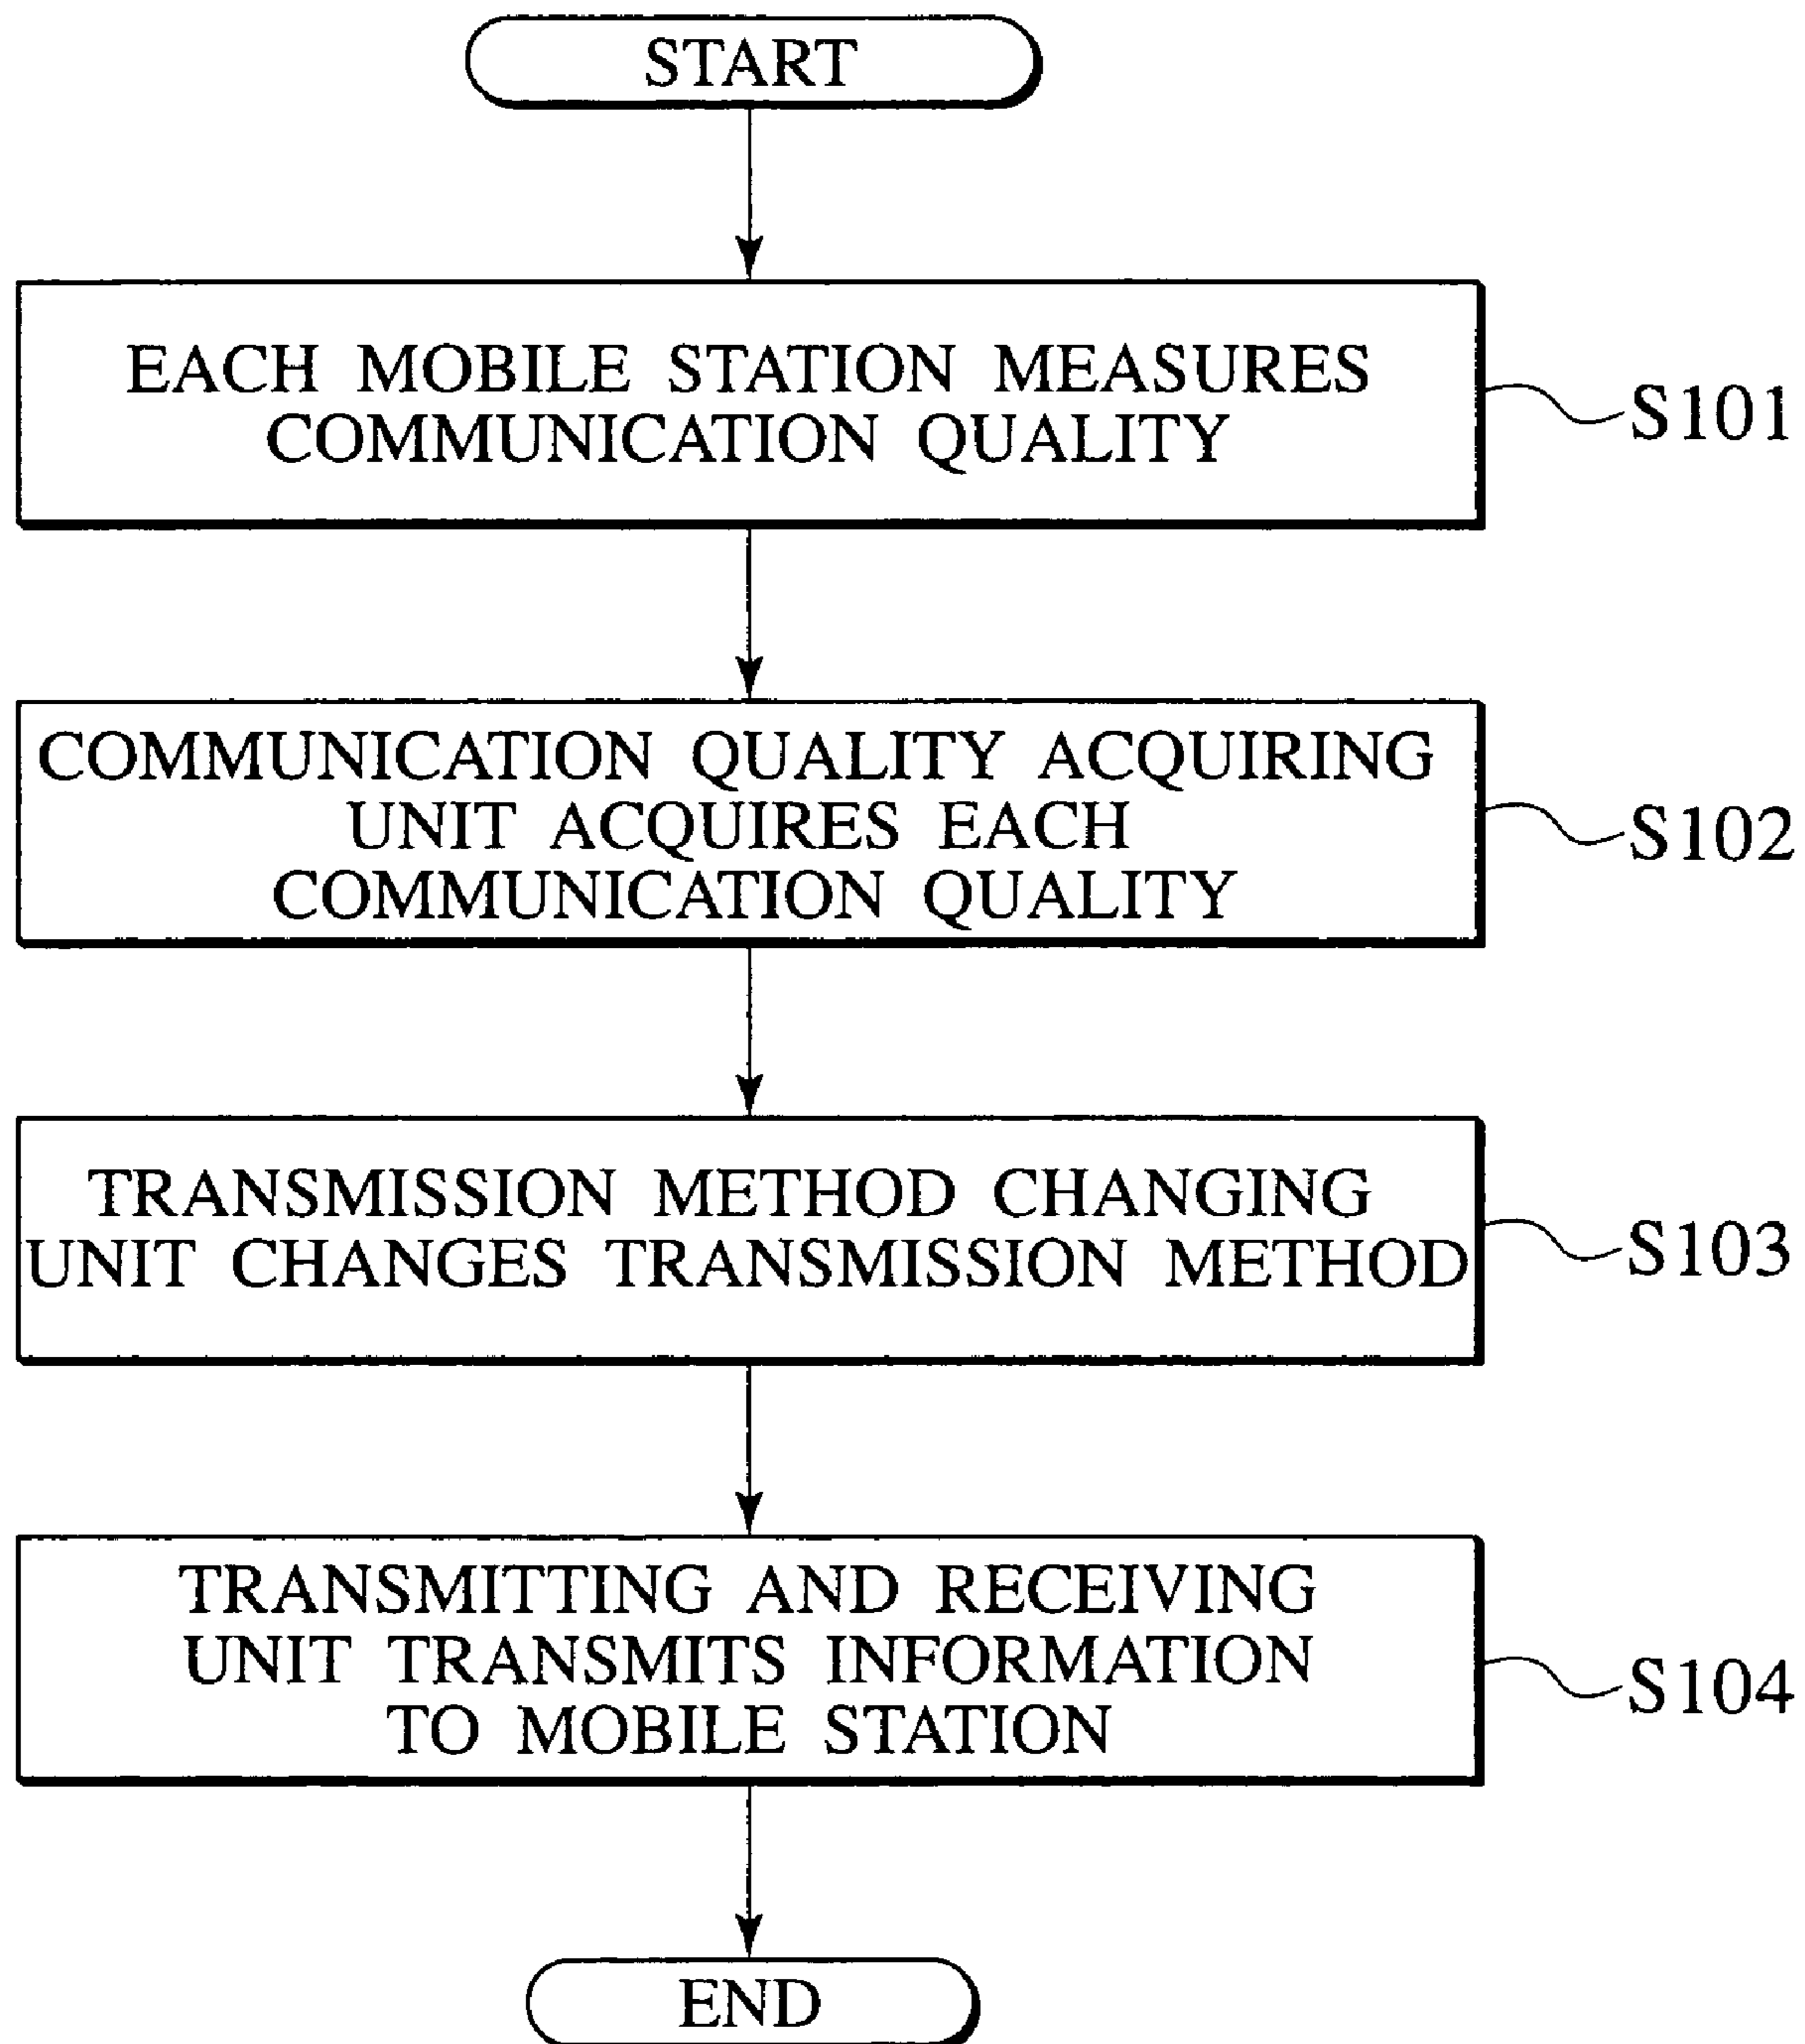 START
EACH MOBILE STATION MEASURES
COMMUNICATION QUALITY
S101
COMMUNICATION QUALITY ACQUIRING
UNIT ACQUIRES EACH
COMMUNICATION QUALITY
S102
TRANSMISSION METHOD CHANGING
UNIT CHANGES TRANSMISSION METHOD
S103
TRANSMITTING AND RECEIVING
UNIT TRANSMITS INFORMATION
TO MOBILE STATION
S104
END